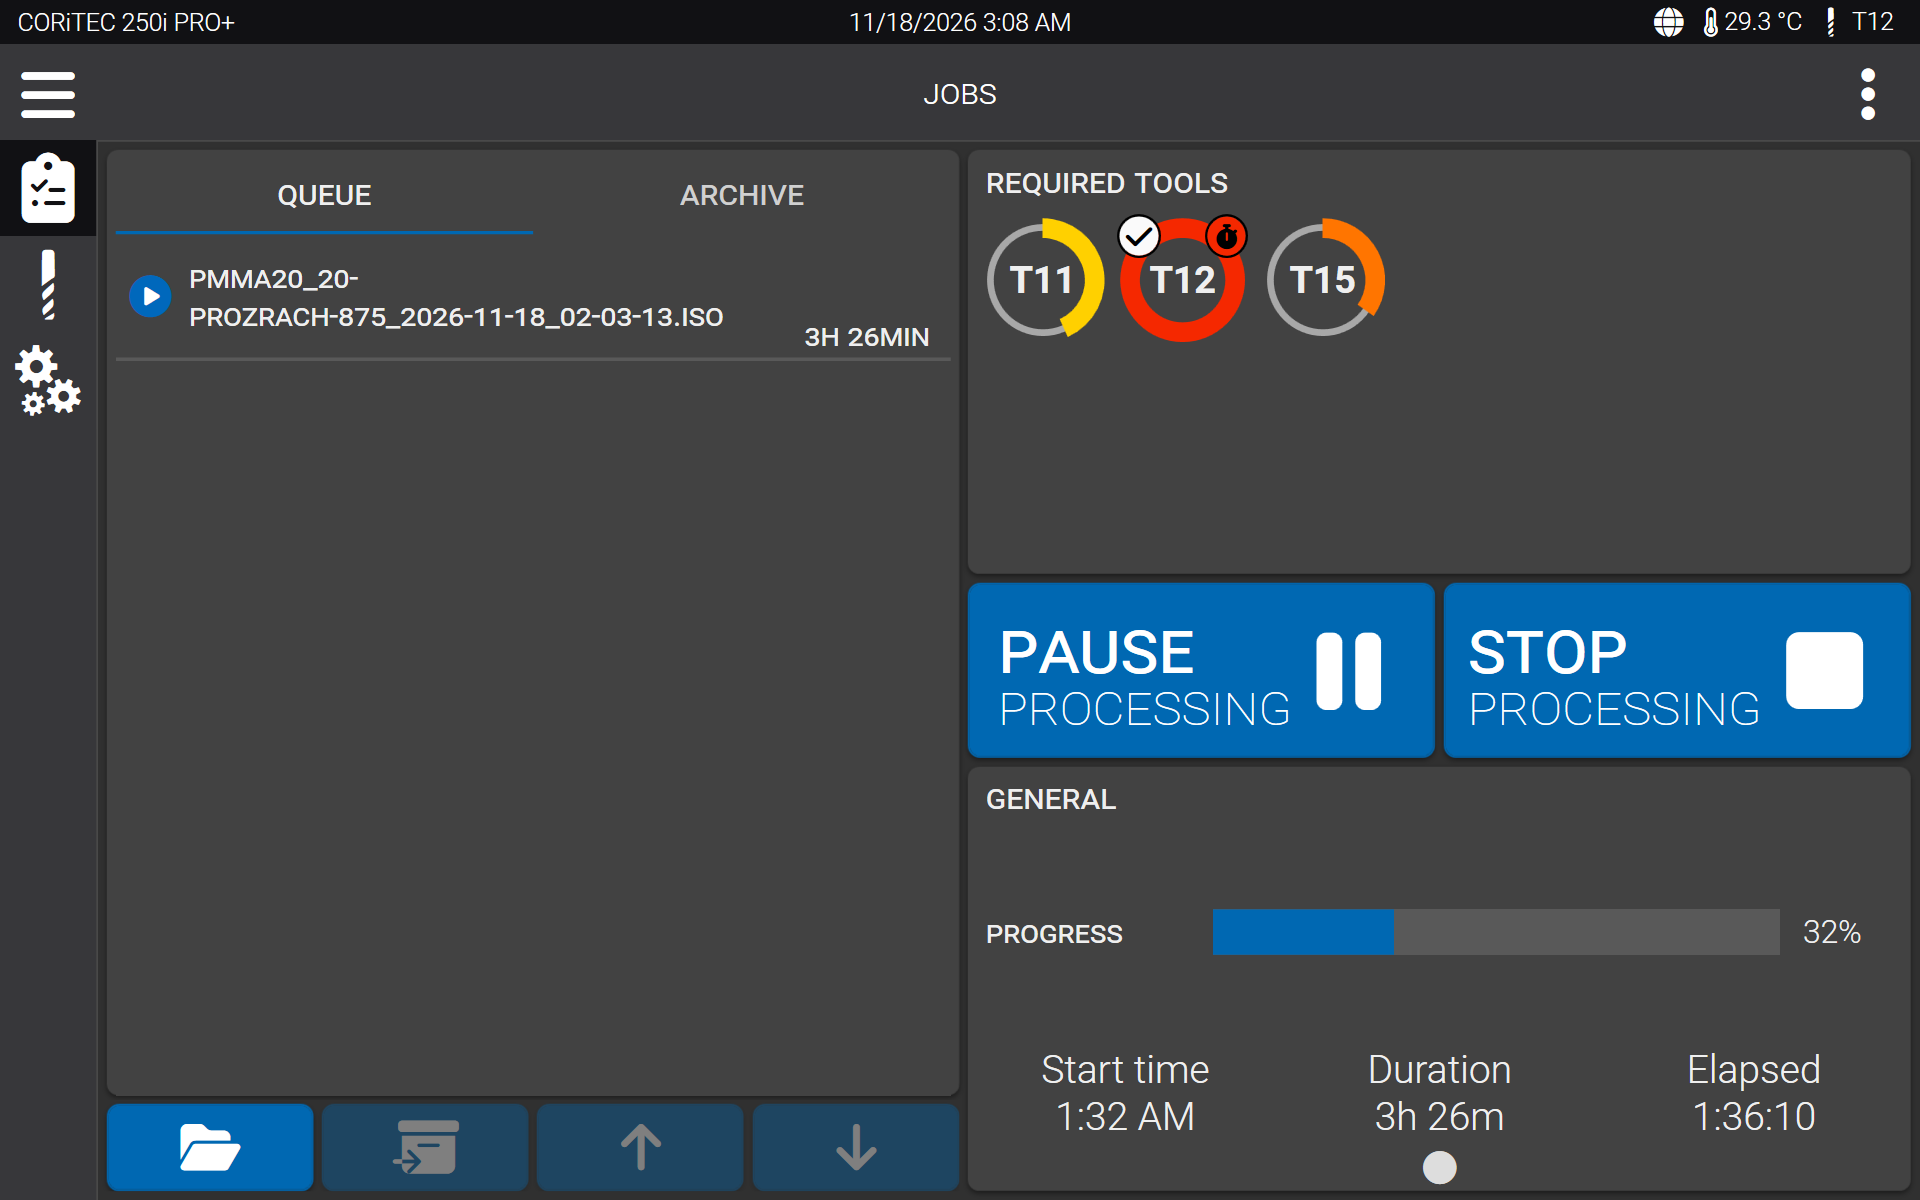 CORiTEC 250i PRO+
11/18/2026 3:08 AM
29.3 °C
T12
JOBS
QUEUE
ARCHIVE
PMMA20_20-
PROZRACH-875_2026-11-18_02-03-13.ISO
3H 26MIN
REQUIRED TOOLS
T11
T12
T15
PAUSE
PROCESSING
STOP
PROCESSING
GENERAL
PROGRESS
32%
Start time
1:32 AM
Duration
3h 26m
Elapsed
1:36:10